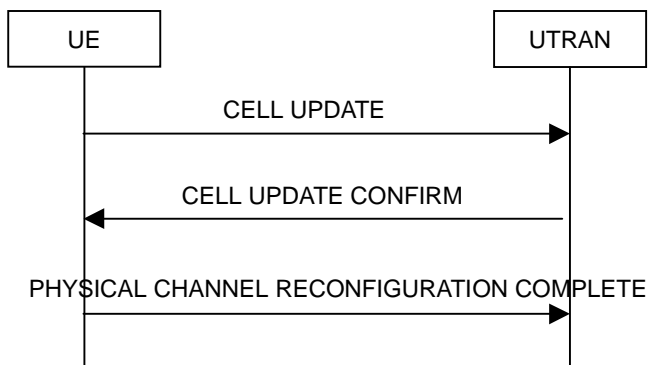 UE
UTRAN
CELL UPDATE
CELL UPDATE CONFIRM
PHYSICAL CHANNEL RECONFIGURATION COMPLETE